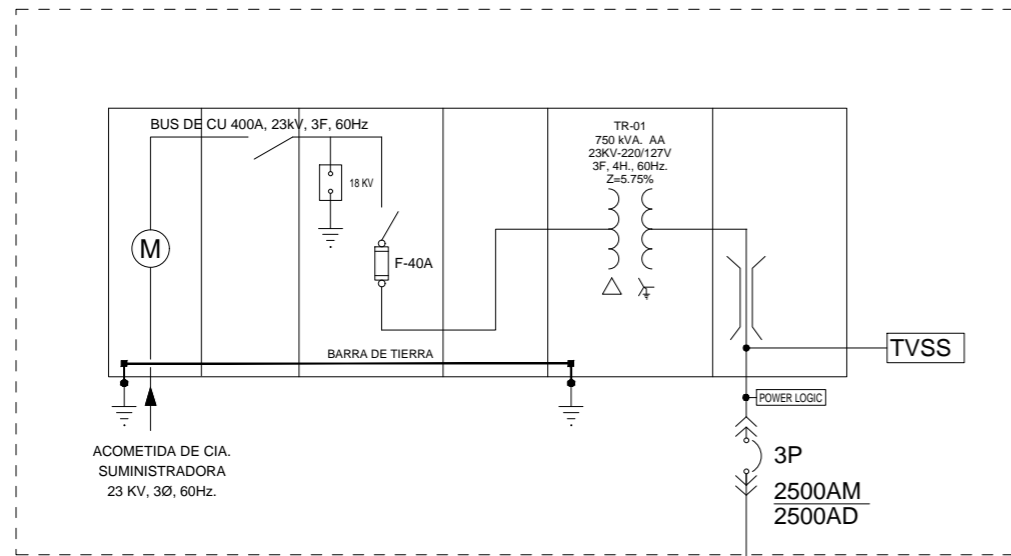 BUS DE CU 400A, 23kV, 3F, 60Hz
TR-01
750 kVA. AA
23KV-220/127V
3F, 4H., 60Hz.
Z=5.75%
18 KV
M
F-40A
BARRA DE TIERRA
TVSS
POWER LOGIC
ACOMETIDA DE CIA.
SUMINISTRADORA
23 KV, 3Ø, 60Hz.
3P
2500AM
2500AD